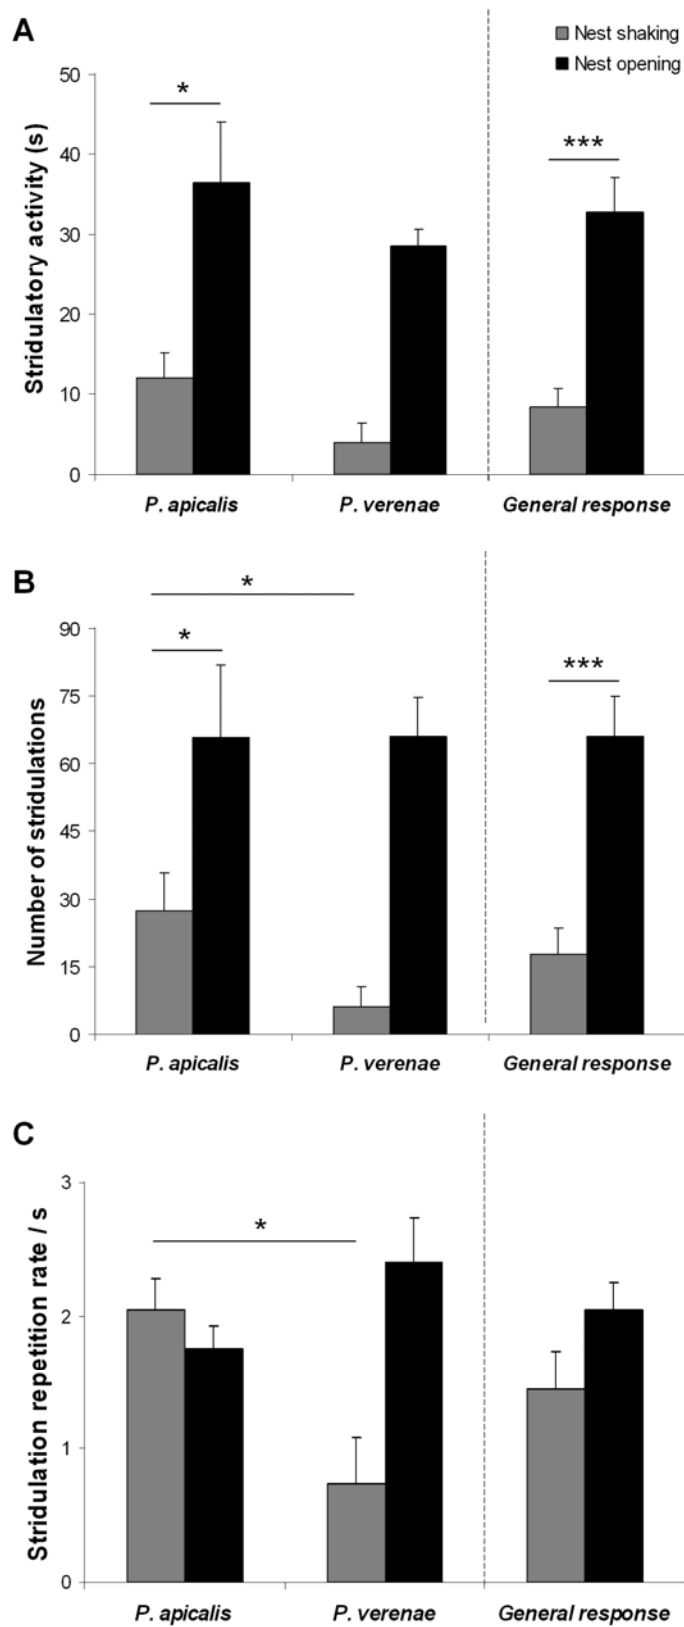 A
Nest shaking
Nest opening
50
40
30
20
10
0
Stridulatory activity (s)
*
***
P. apicalis
P. verenae
General response
B
*
*
***
90
75
60
45
30
15
0
Number of stridulations
P. apicalis
P. verenae
General response
C
*
3
2
1
0
Stridulation repetition rate / s
P. apicalis
P. verenae
General response